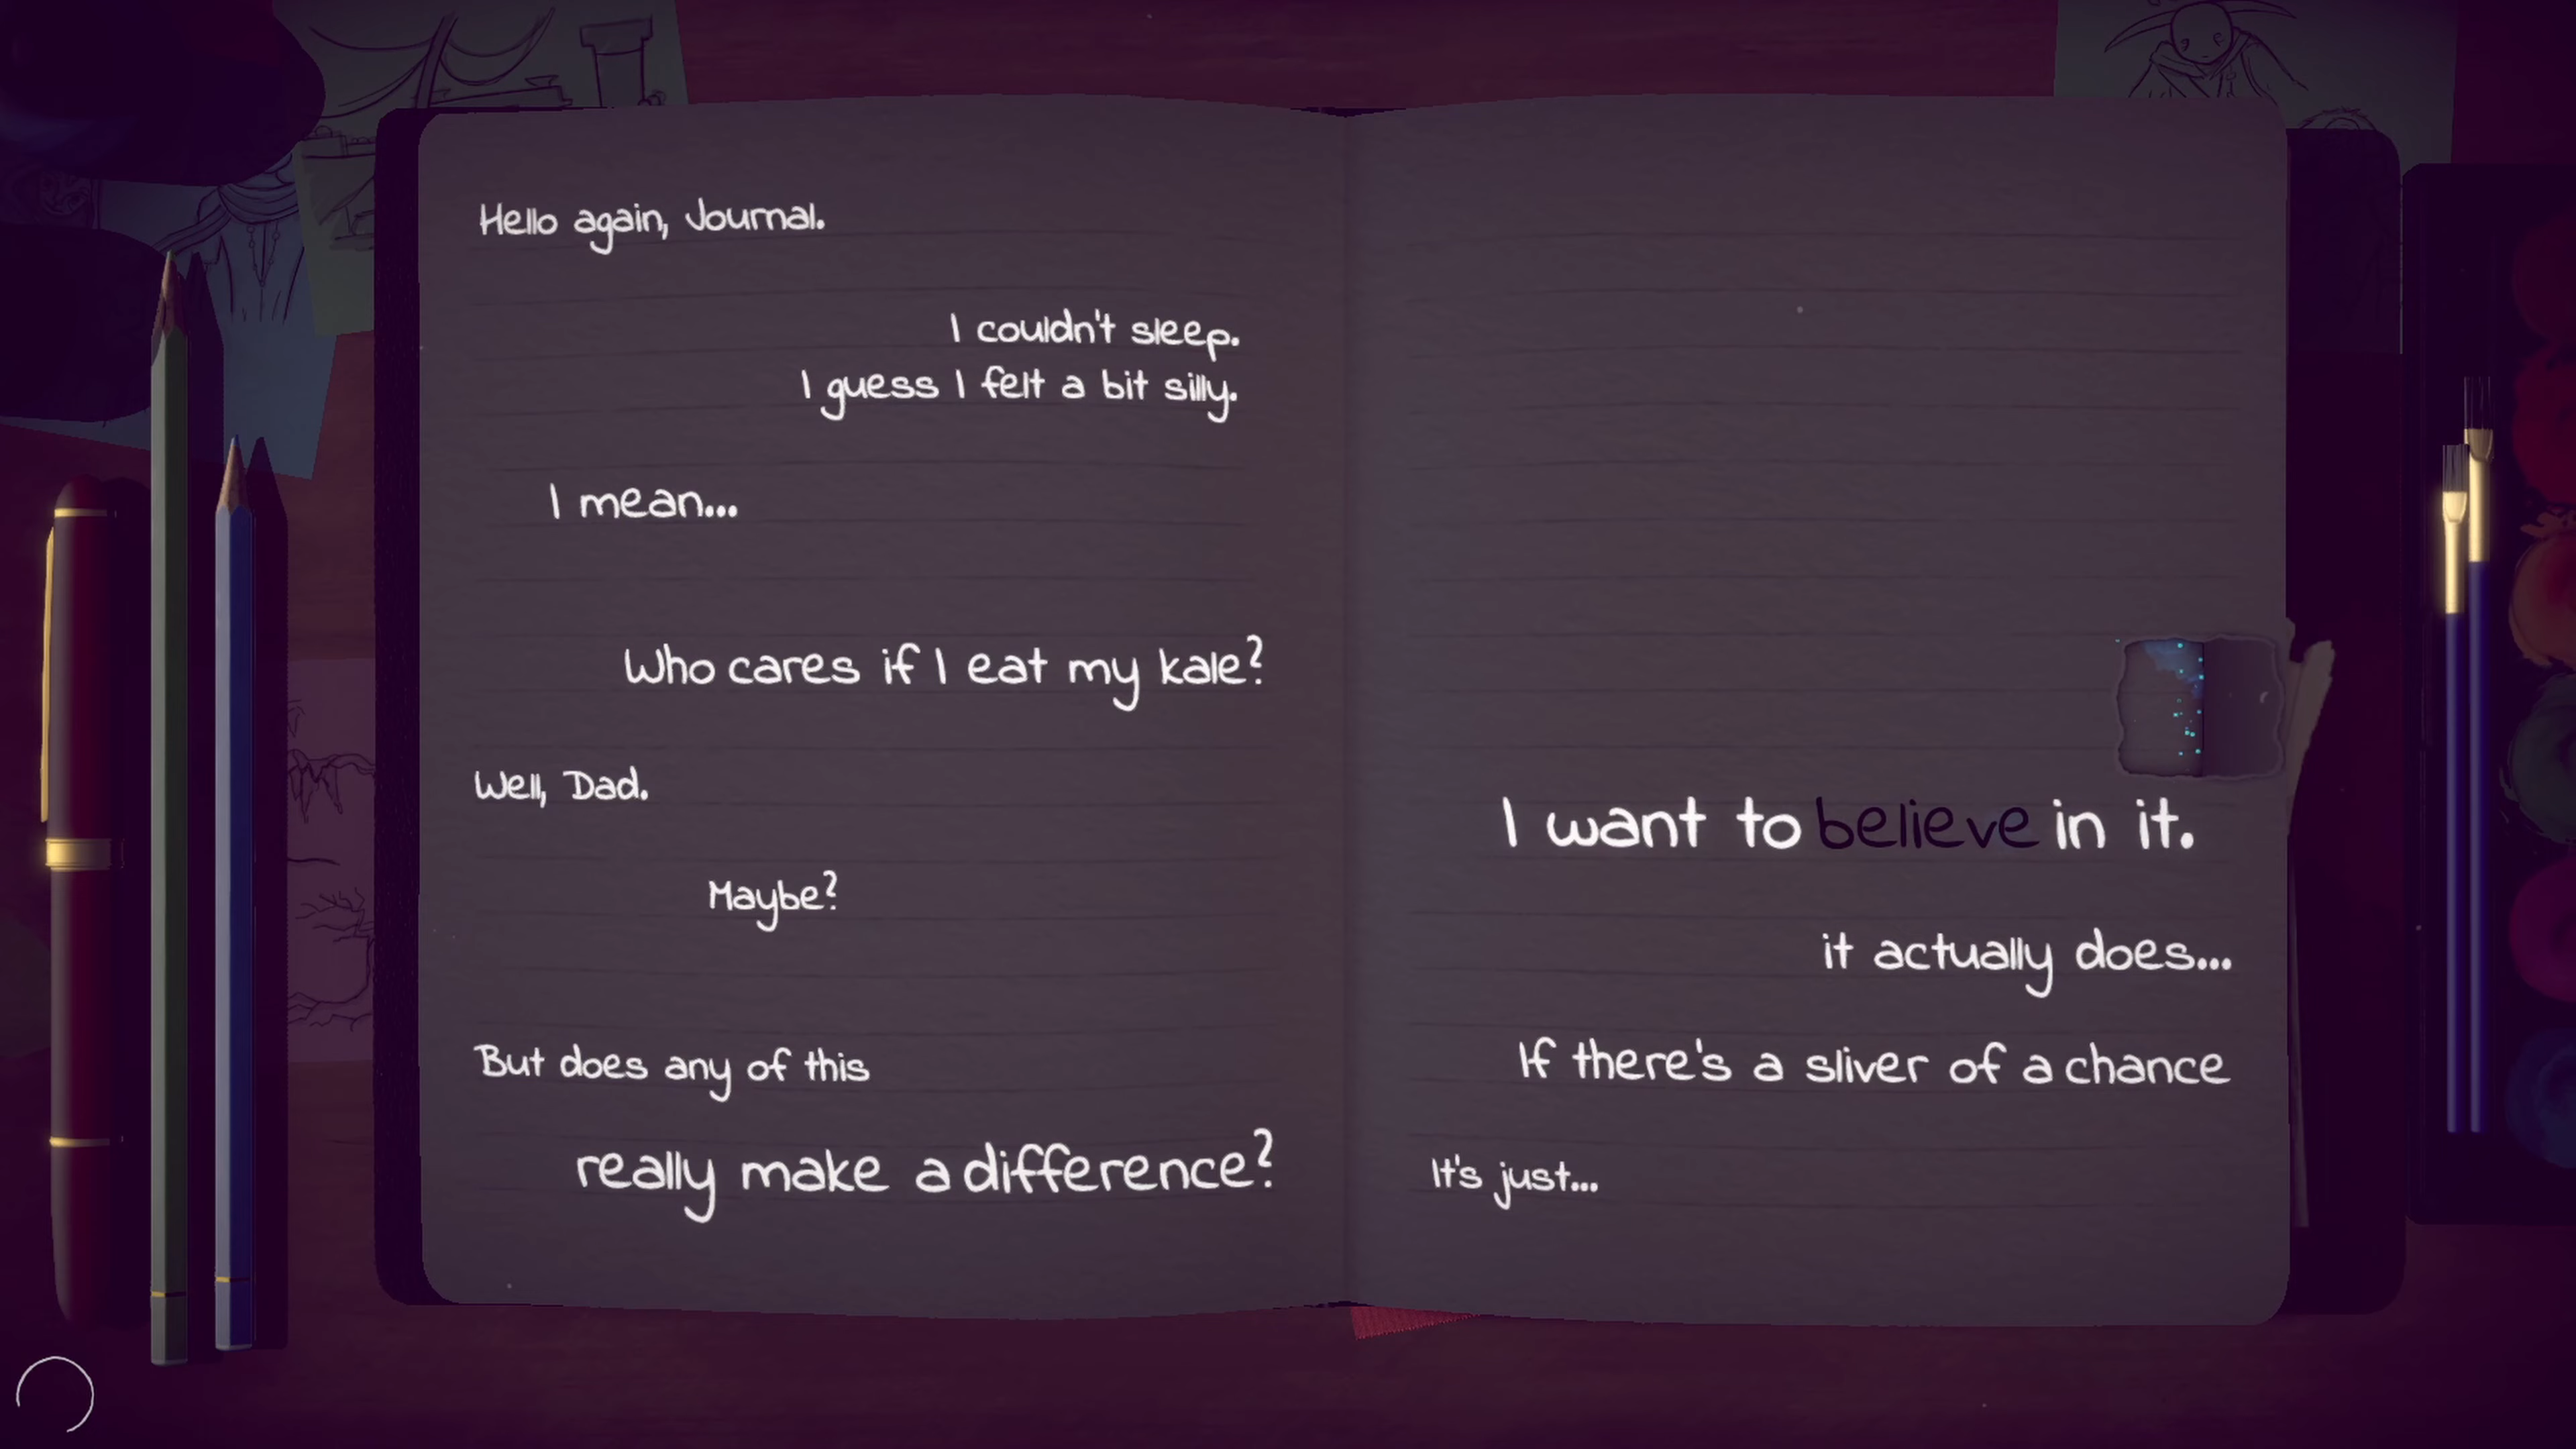 Hello again, Journal.
I couldn't sleep.
I guess I felt a bit silly.
I mean...
Who cares if I eat my kale?
Well, Dad.
Maybe?
But does any of this
really make a difference?
I want to believe in it.
it actually does...
If there's a sliver of a chance
It's just...